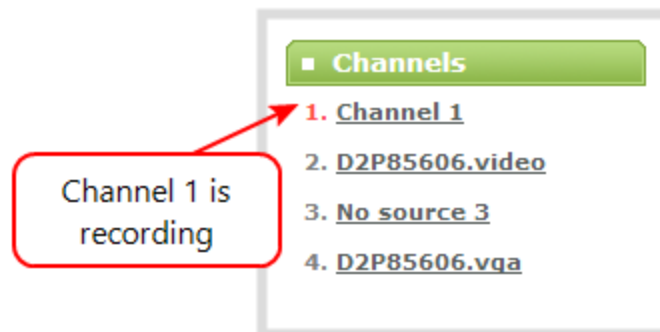 Channels
1. Channel 1
2. D2P85606.video
3. No source 3
4. D2P85606.vga
Channel 1 is
recording